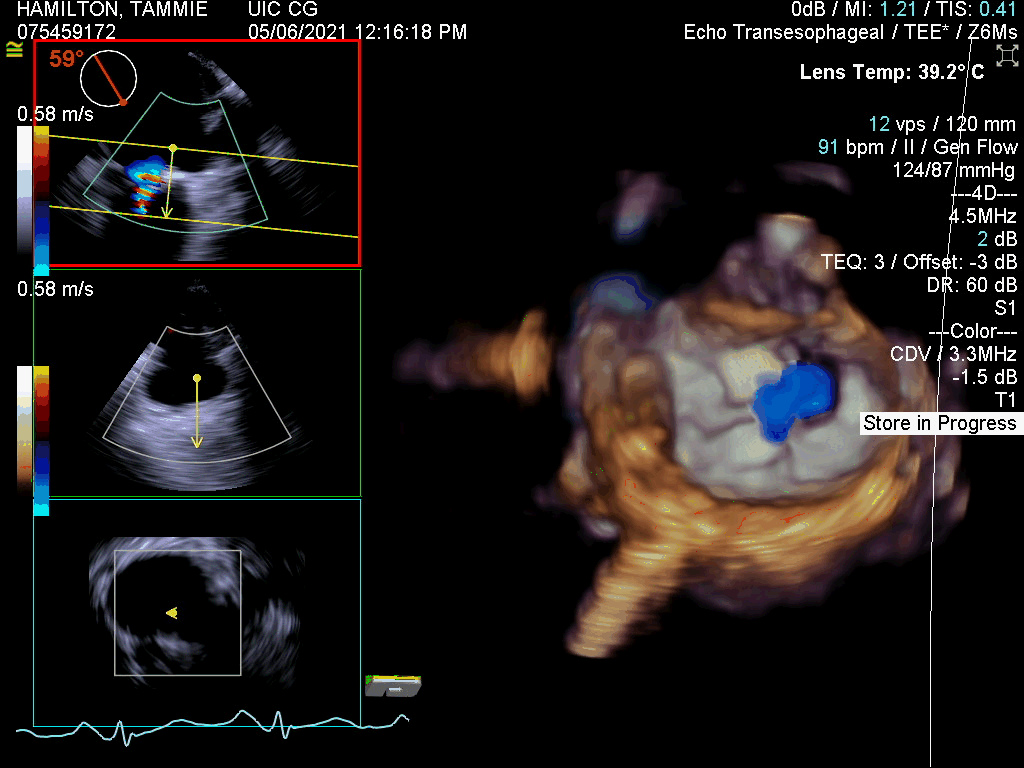 HAMILTON, TAMMIE
075459172
UIC CG
05/06/2021 12:16:18 PM
0dB / MI: 1.21 / TIS: 0.41
Echo Transesophageal / TEE* / Z6Ms
Lens Temp: 39.2° C
59°
0.58 m/s
0.58 m/s
12 vps / 120 mm
91 bpm / II / Gen Flow
124/87 mmHg
---4D---
4.5MHz
2 dB
TEQ: 3 / Offset: -3 dB
DR: 60 dB
S1
---Color---
CDV / 3.3MHz
-1.5 dB
T1
Store in Progress